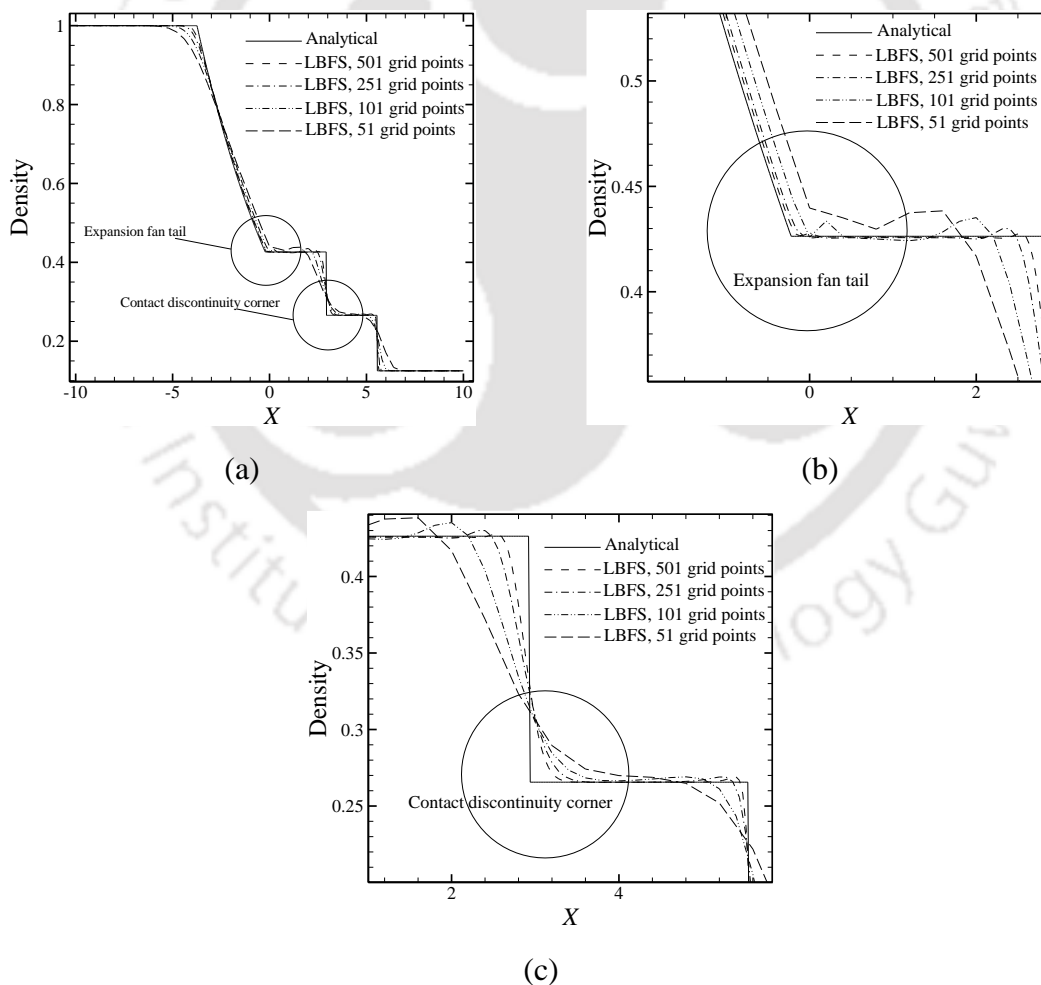 Analytical
LBFS, 501 grid points
LBFS, 251 grid points
LBFS, 101 grid points
LBFS, 51 grid points
Expansion fan tail
Contact discontinuity corner
Density
1
0.8
0.6
0.4
0.2
-10
-5
0
5
10
X
(a)
Analytical
LBFS, 501 grid points
LBFS, 251 grid points
LBFS, 101 grid points
LBFS, 51 grid points
Expansion fan tail
Density
0.5
0.45
0.4
0
2
X
(b)
Analytical
LBFS, 501 grid points
LBFS, 251 grid points
LBFS, 101 grid points
LBFS, 51 grid points
Contact discontinuity corner
Density
0.4
0.35
0.3
0.25
2
4
X
(c)